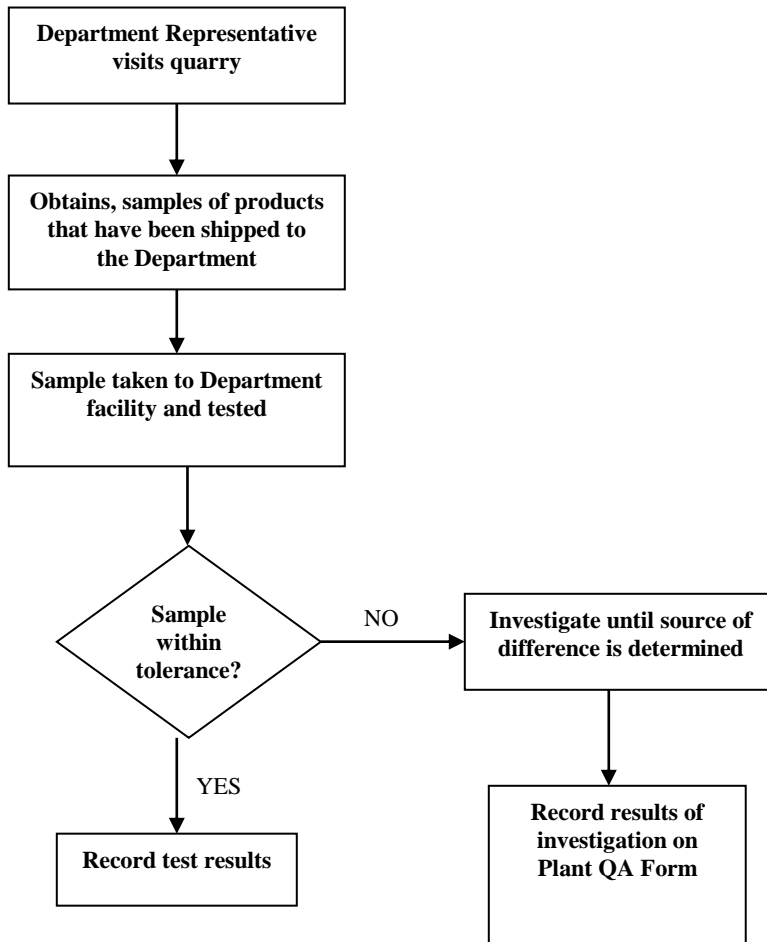 Department Representative
visits quarry
Obtains, samples of products
that have been shipped to
the Department
Sample taken to Department
facility and tested
Sample
within
tolerance?
NO
Investigate until source of
difference is determined
YES
Record test results
Record results of
investigation on
Plant QA Form